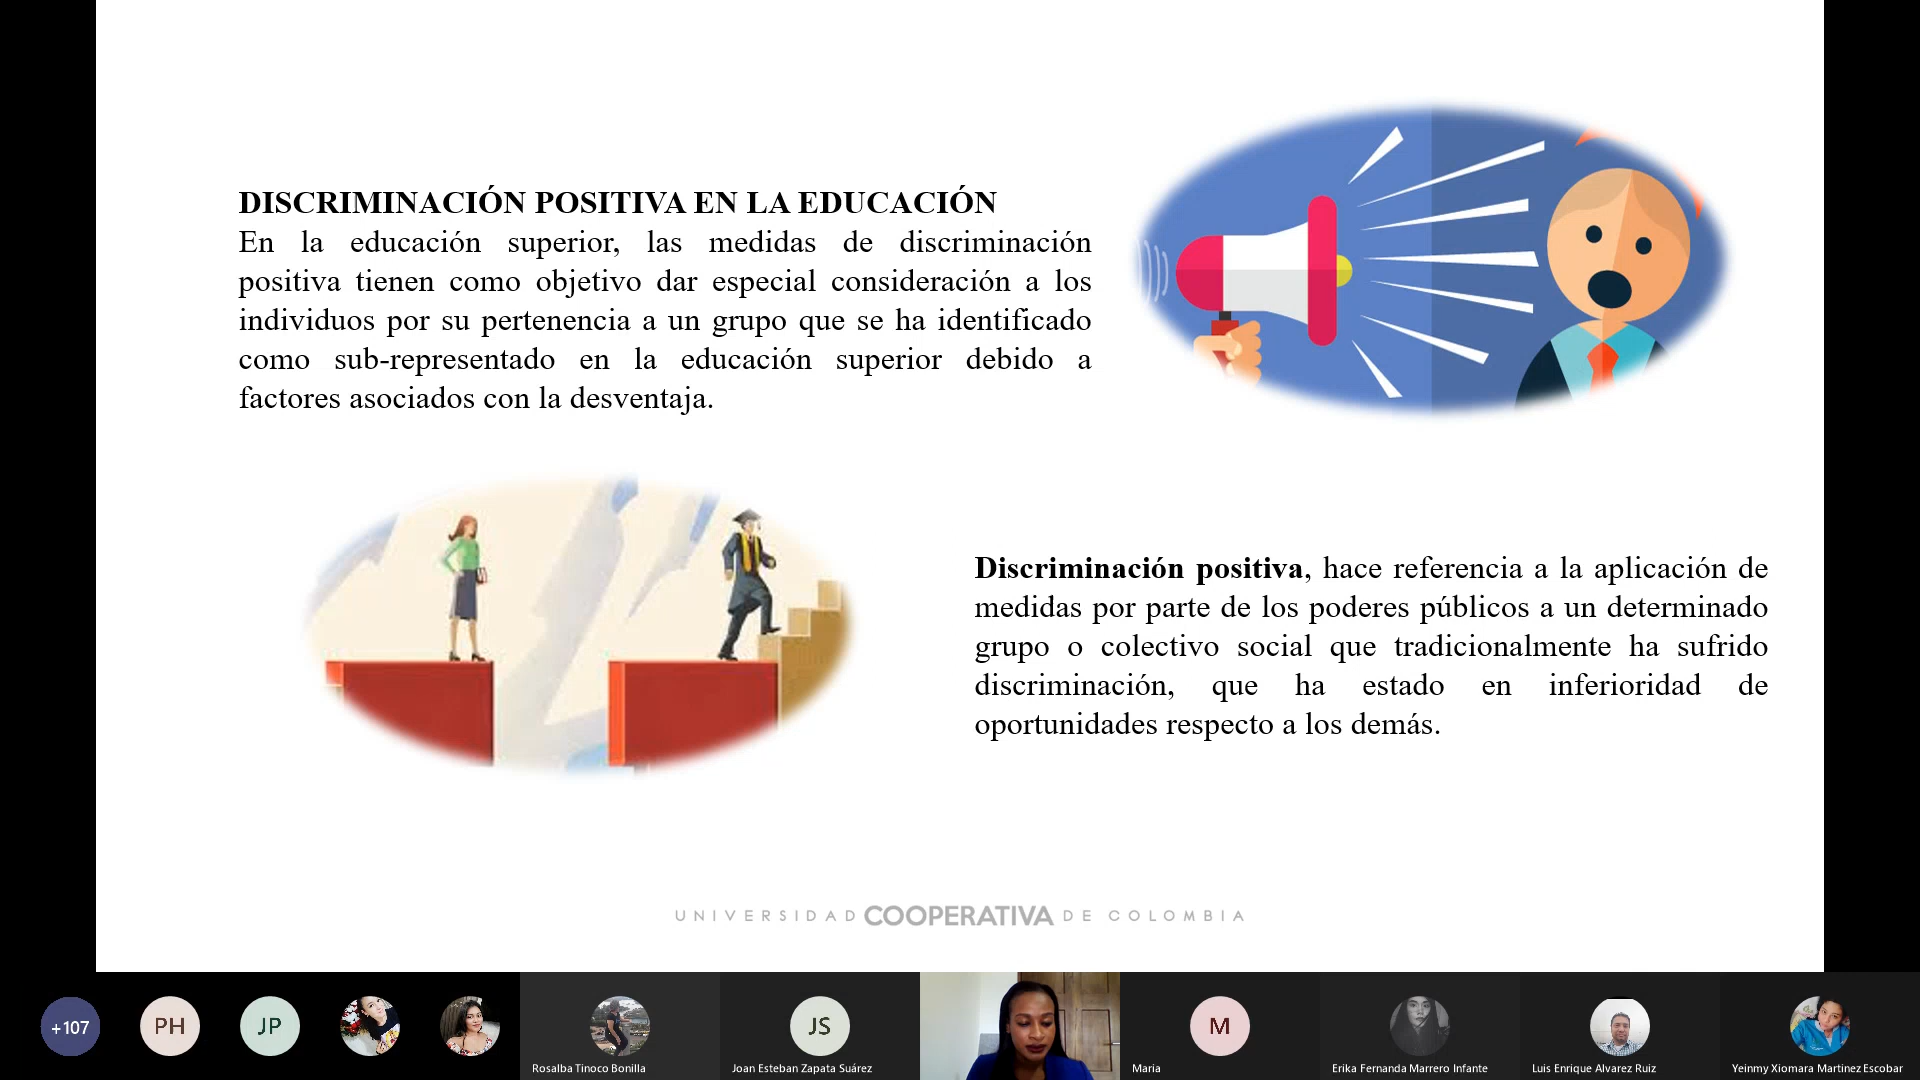 DISCRIMINACIÓN POSITIVA EN LA EDUCACIÓN
En la educación superior, las medidas de discriminación
positiva tienen como objetivo dar especial consideración a los
individuos por su pertenencia a un grupo que se ha identificado
como sub-representado en la educación superior debido a
factores asociados con la desventaja.
Discriminación positiva, hace referencia a la aplicación de
medidas por parte de los poderes públicos a un determinado
grupo o colectivo social que tradicionalmente ha sufrido
discriminación, que ha estado en inferioridad de
oportunidades respecto a los demás.
UNIVERSIDAD COOPERATIVA DE COLOMBIA
+107
PH
JP
JS
M
Rosalba Tinoco Bonilla
Joan Esteban Zapata Suárez
Maria
Erika Fernanda Marrero Infante
Luis Enrique Alvarez Ruiz
Yeinmy Xiomara Martinez Escobar